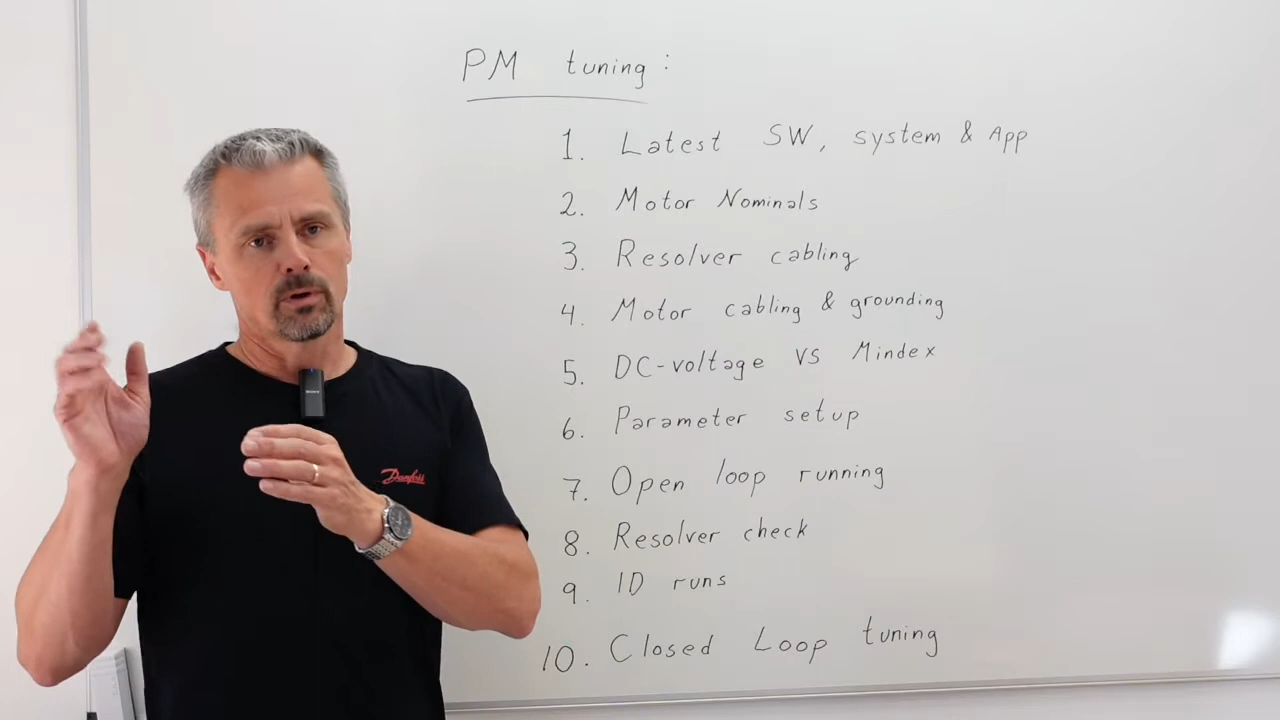 PM tuning:
1. Latest SW, system & App
2. Motor Nominals
3. Resolver cabling
4. Motor cabling & grounding
5. DC-voltage VS Mindex
6. Parameter setup
7. Open loop running
8. Resolver check
9. ID runs
10. Closed Loop tuning
Danfoss